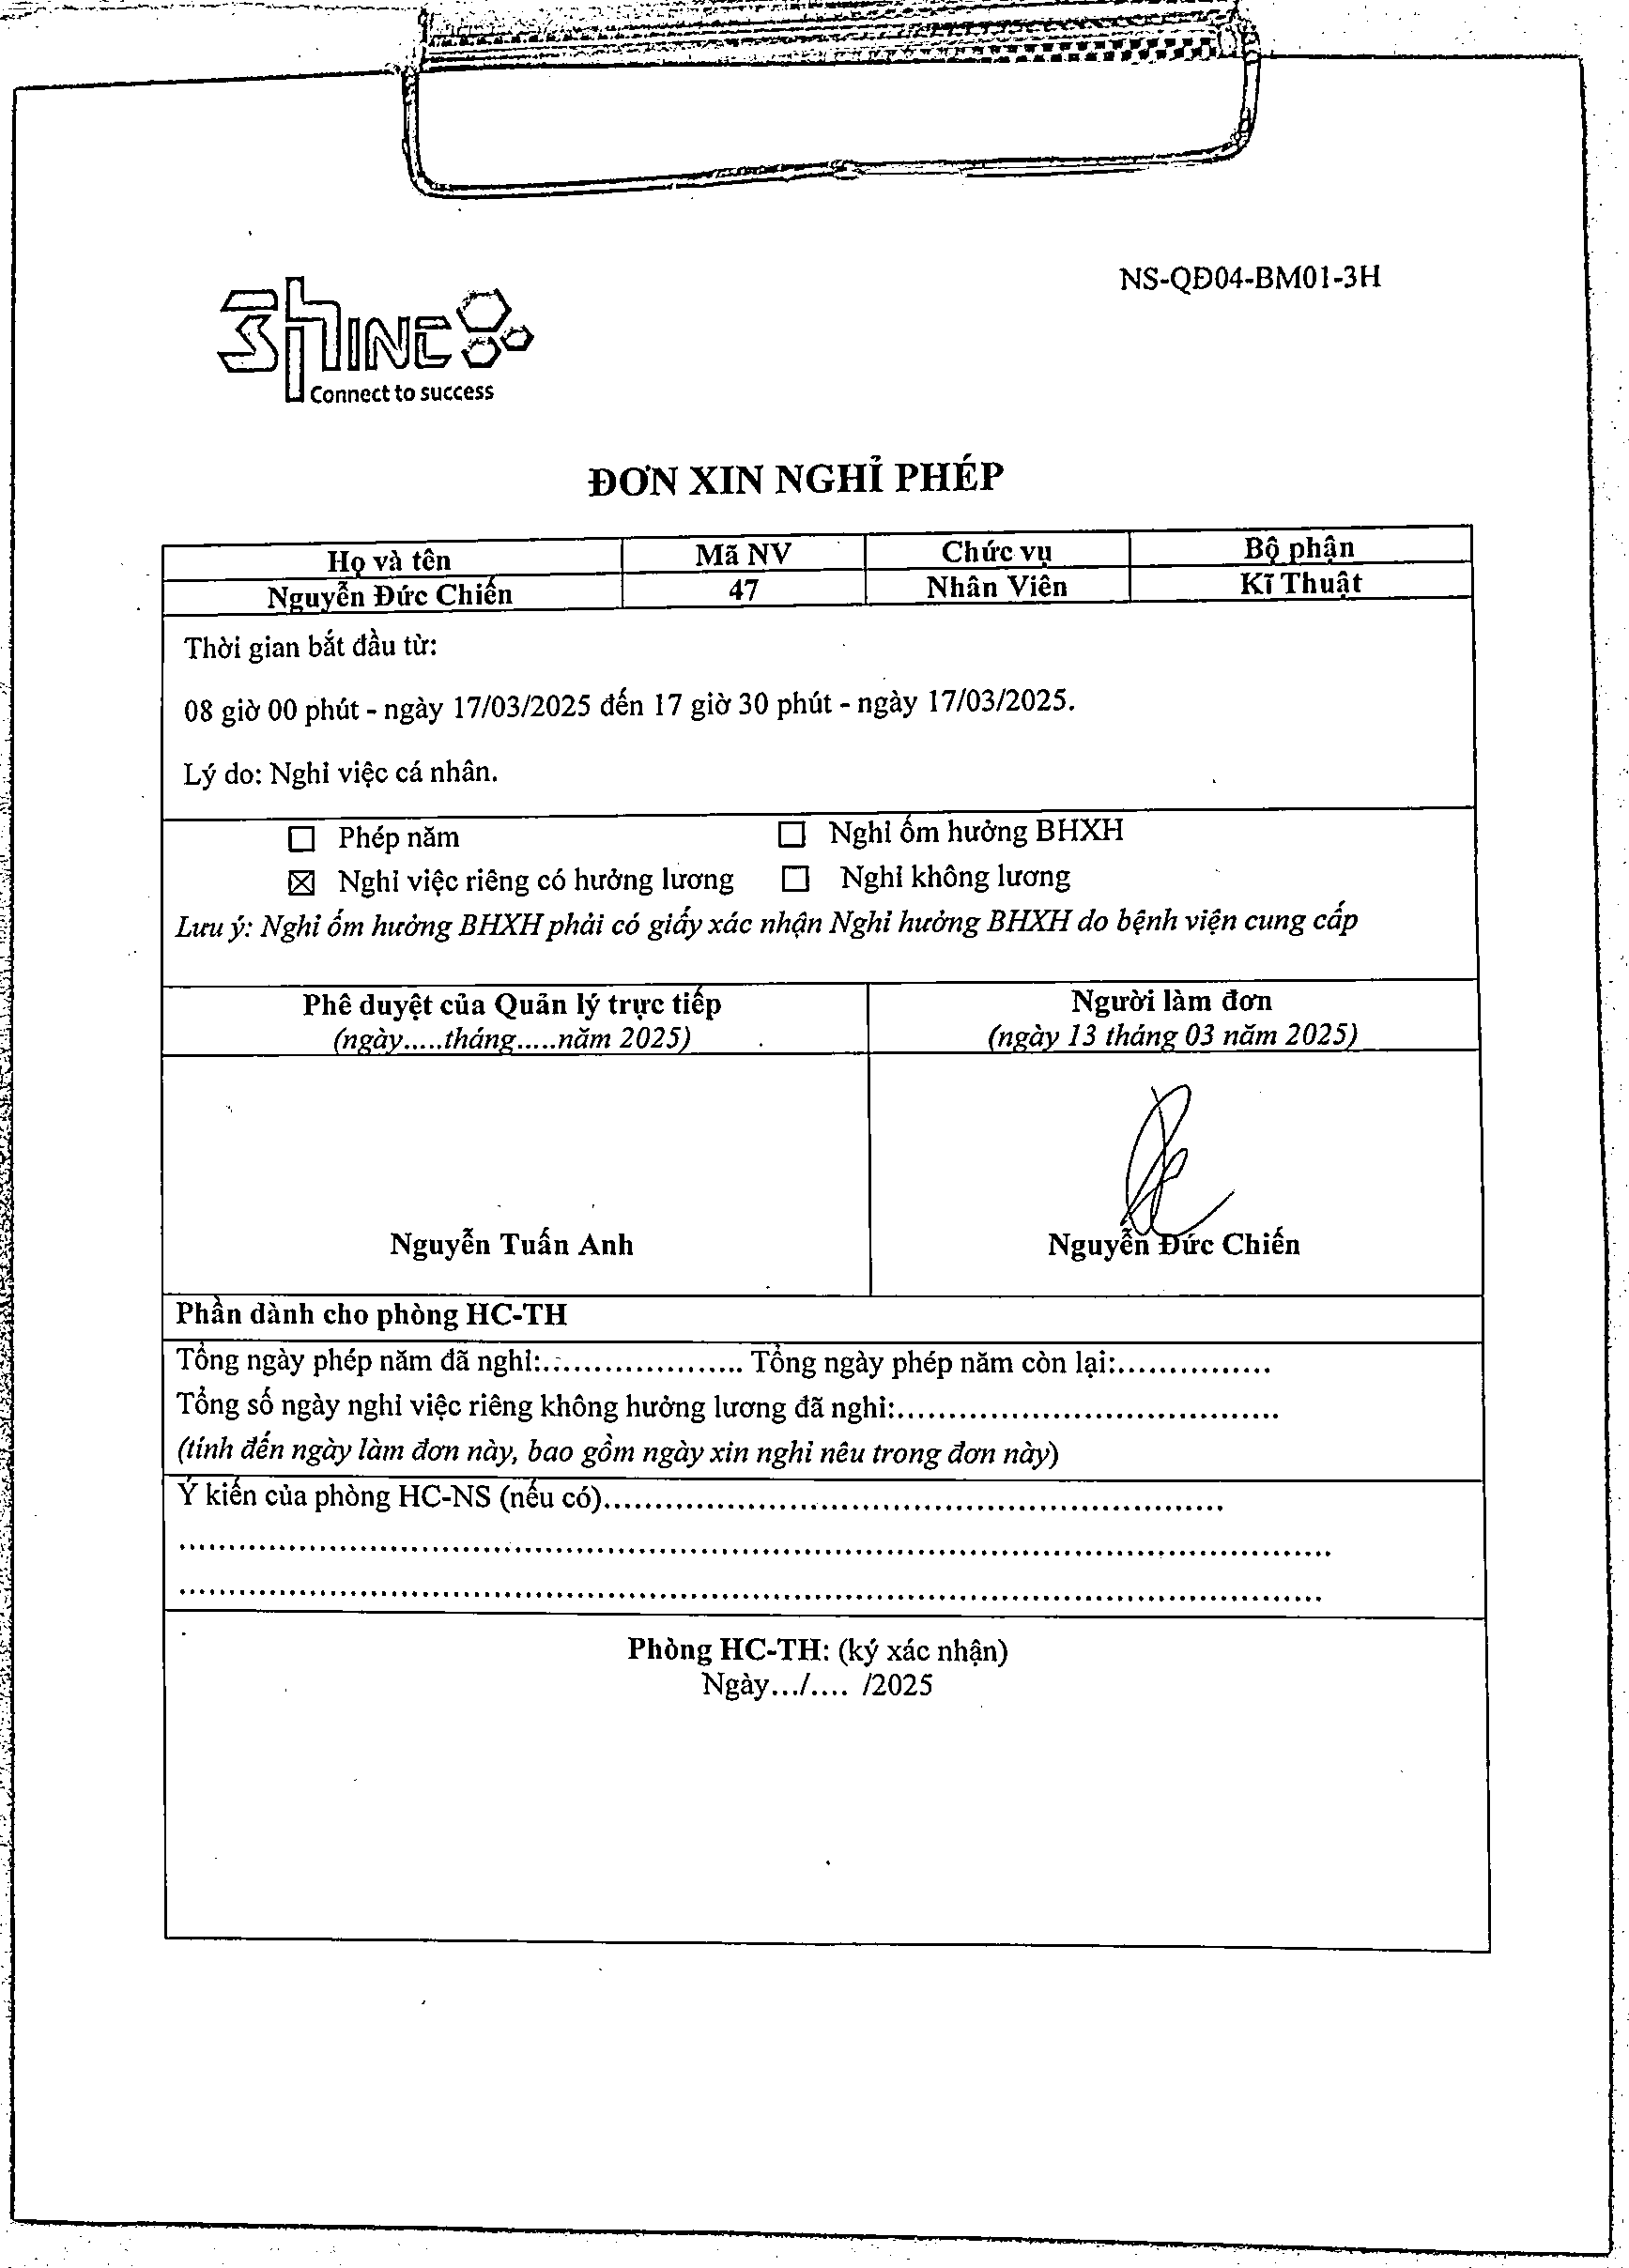 3HINC
Connect to success
NS-QĐ04-BM01-3H
ĐƠN XIN NGHỈ PHÉP
Họ và tên Mã NV Chức vụ Bộ phận
Nguyễn Đức Chiến 47 Nhân Viên Kĩ Thuật
Thời gian bắt đầu từ:
08 giờ 00 phút - ngày 17/03/2025 đến 17 giờ 30 phút - ngày 17/03/2025.
Lý do: Nghỉ việc cá nhân.
☐ Phép năm ☐ Nghỉ ốm hưởng BHXH
☒ Nghỉ việc riêng có hưởng lương ☐ Nghỉ không lương
Lưu ý: Nghỉ ốm hưởng BHXH phải có giấy xác nhận Nghỉ hưởng BHXH do bệnh viện cung cấp
Phê duyệt của Quản lý trực tiếp Người làm đơn
(ngày.....tháng.....năm 2025) (ngày 13 tháng 03 năm 2025)
Nguyễn Tuấn Anh Nguyễn Đức Chiến
Phần dành cho phòng HC-TH
Tổng ngày phép năm đã nghỉ:.................... Tổng ngày phép năm còn lại:...............
Tổng số ngày nghỉ việc riêng không hưởng lương đã nghỉ:......................................
(tính đến ngày làm đơn này, bao gồm ngày xin nghỉ nêu trong đơn này)
Ý kiến của phòng HC-NS (nếu có)..............................................................
....................................................................................................................
...................................................................................................................
Phòng HC-TH: (ký xác nhận)
Ngày.../.... /2025